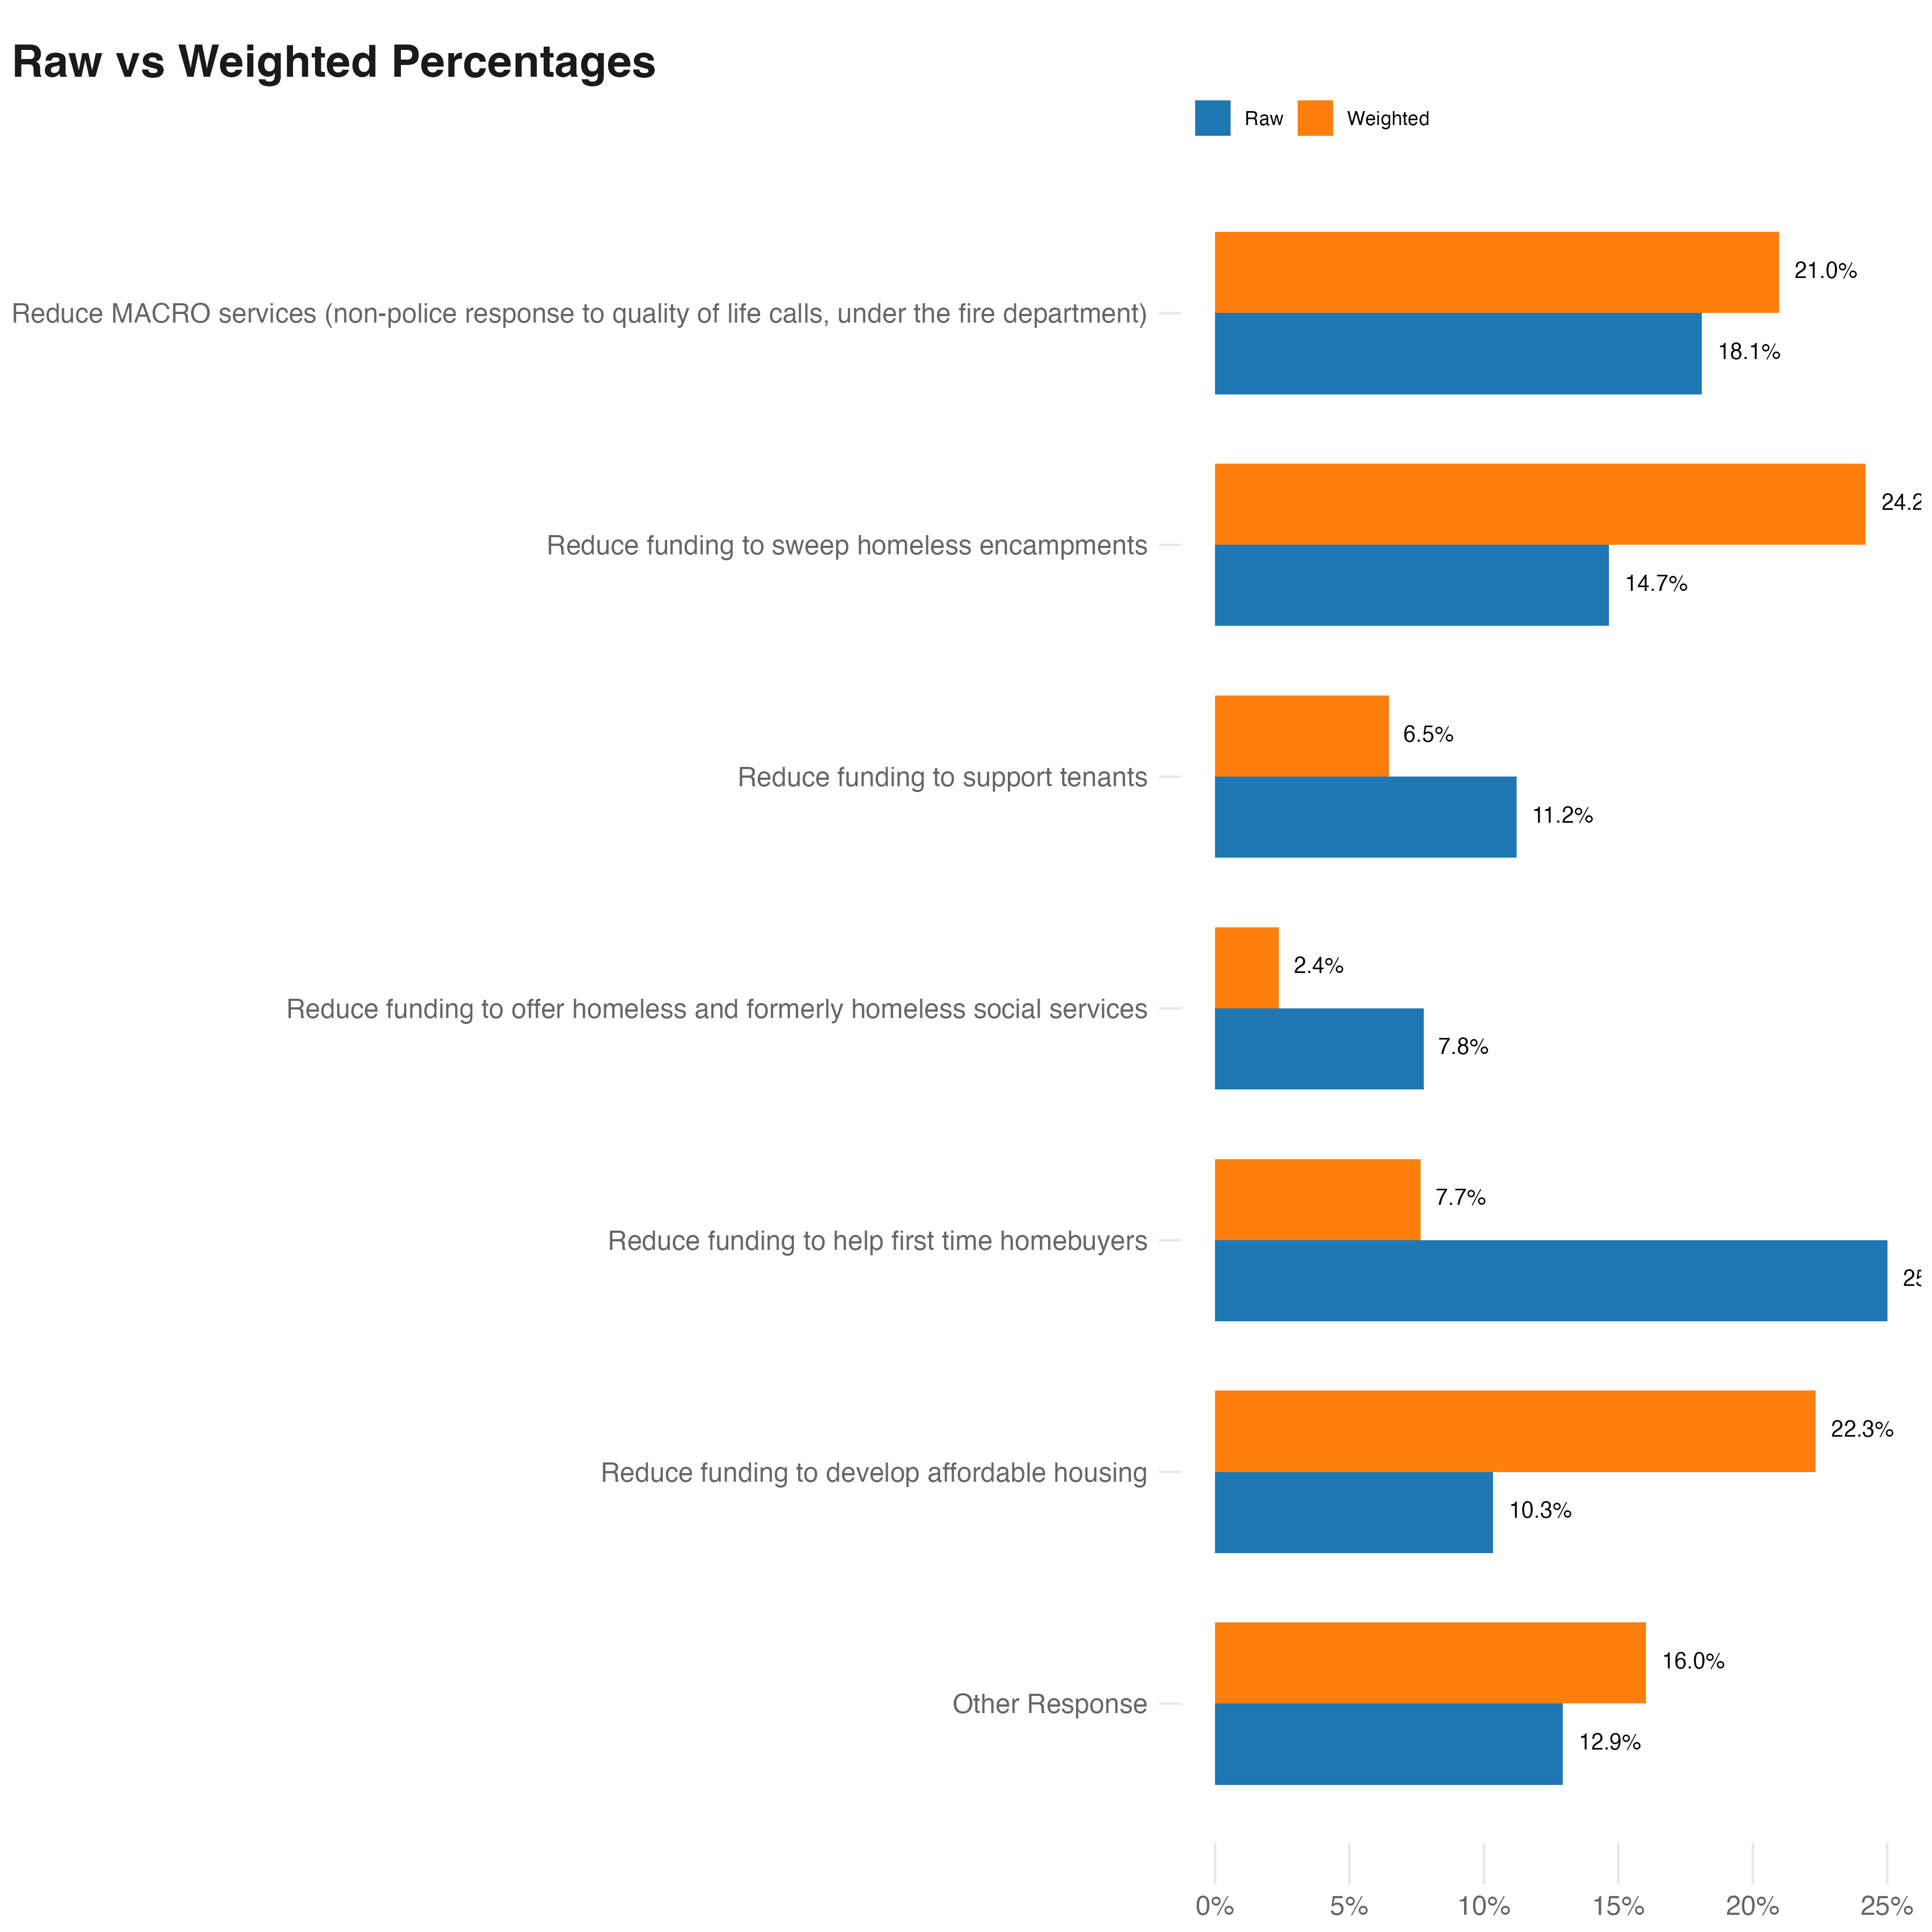 Raw vs Weighted Percentages
Raw Weighted
Reduce MACRO services (non-police response to quality of life calls, under the fire department)
21.0%
18.1%
Reduce funding to sweep homeless encampments
24.2
14.7%
Reduce funding to support tenants
6.5%
11.2%
Reduce funding to offer homeless and formerly homeless social services
2.4%
7.8%
Reduce funding to help first time homebuyers
7.7%
25
Reduce funding to develop affordable housing
22.3%
10.3%
Other Response
16.0%
12.9%
0% 5% 10% 15% 20% 25%